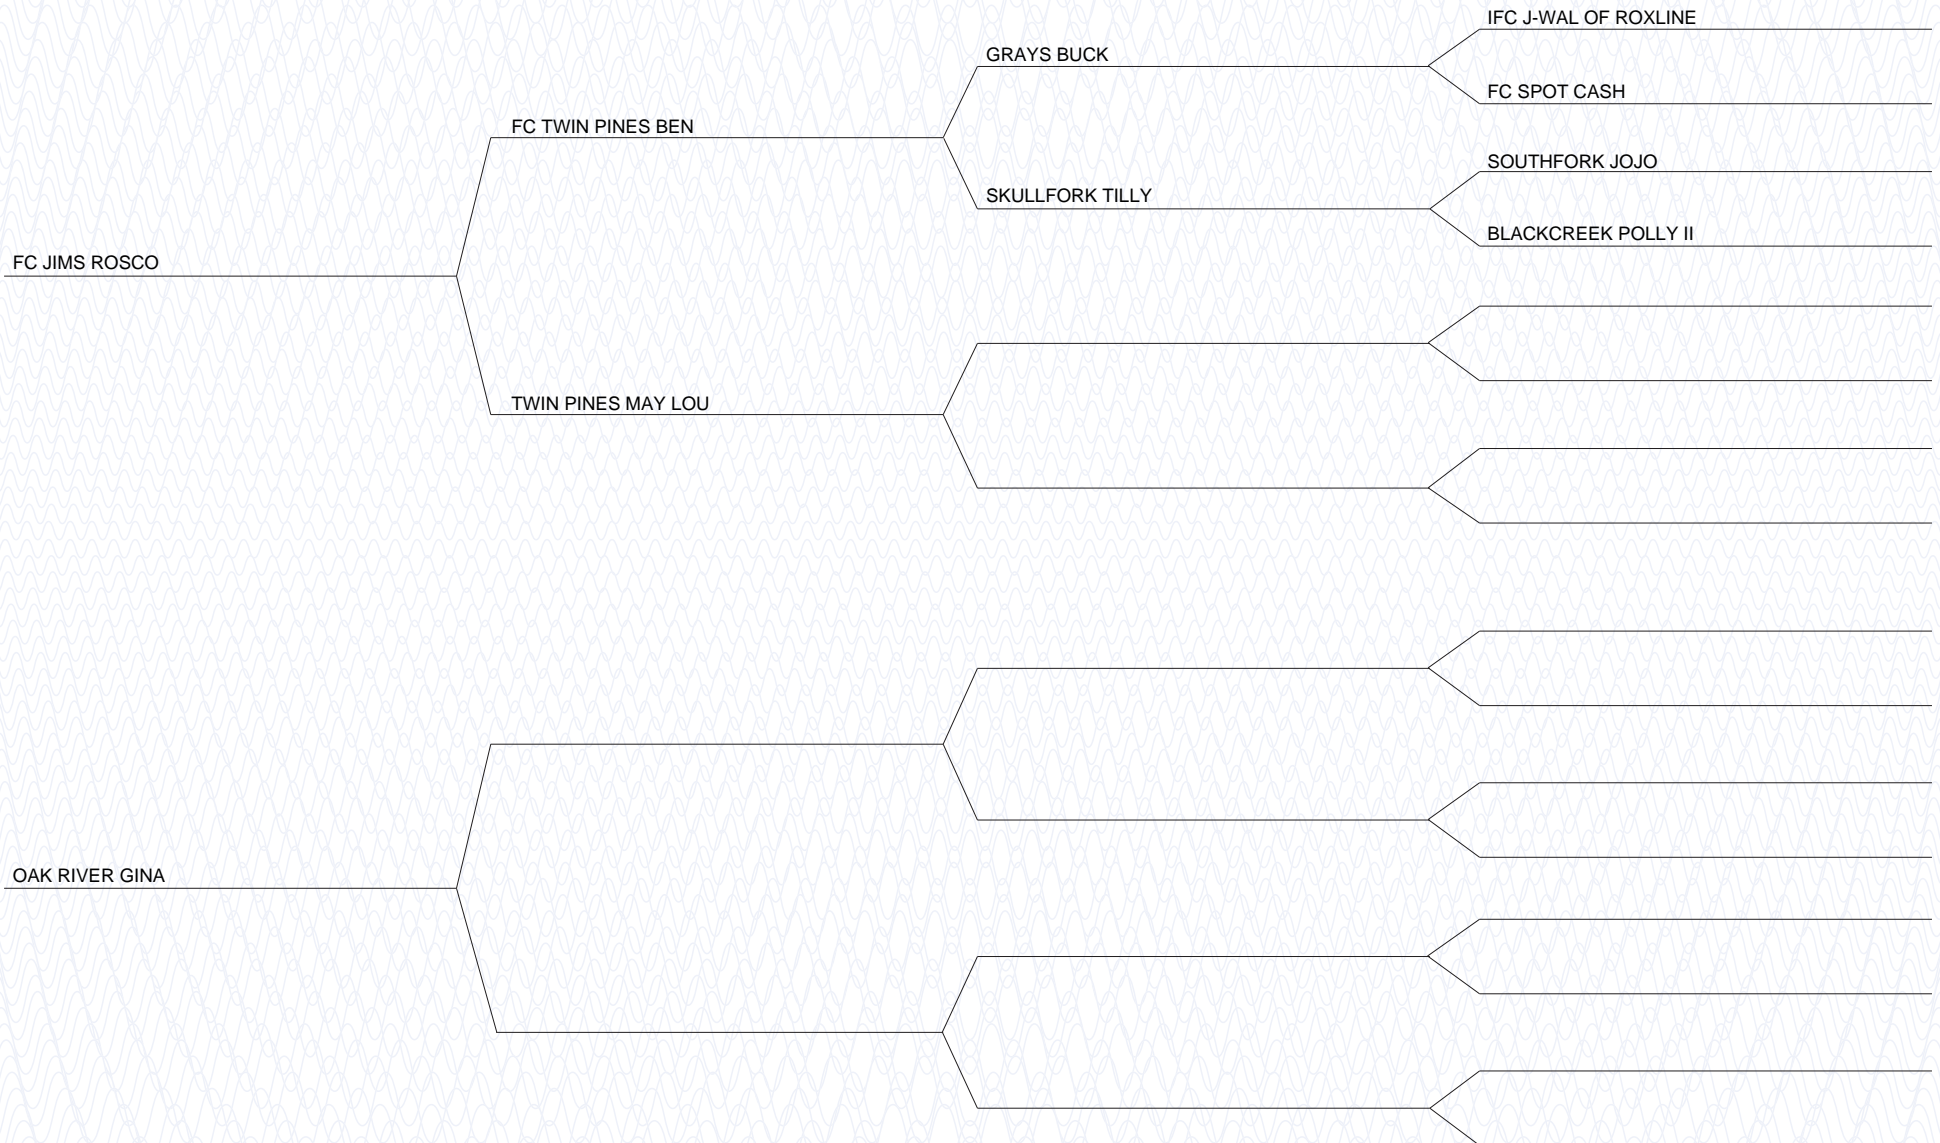 IFC J-WAL OF ROXLINE
GRAYS BUCK
FC SPOT CASH
FC TWIN PINES BEN
SOUTHFORK JOJO
SKULLFORK TILLY
BLACKCREEK POLLY II
FC JIMS ROSCO
TWIN PINES MAY LOU
OAK RIVER GINA